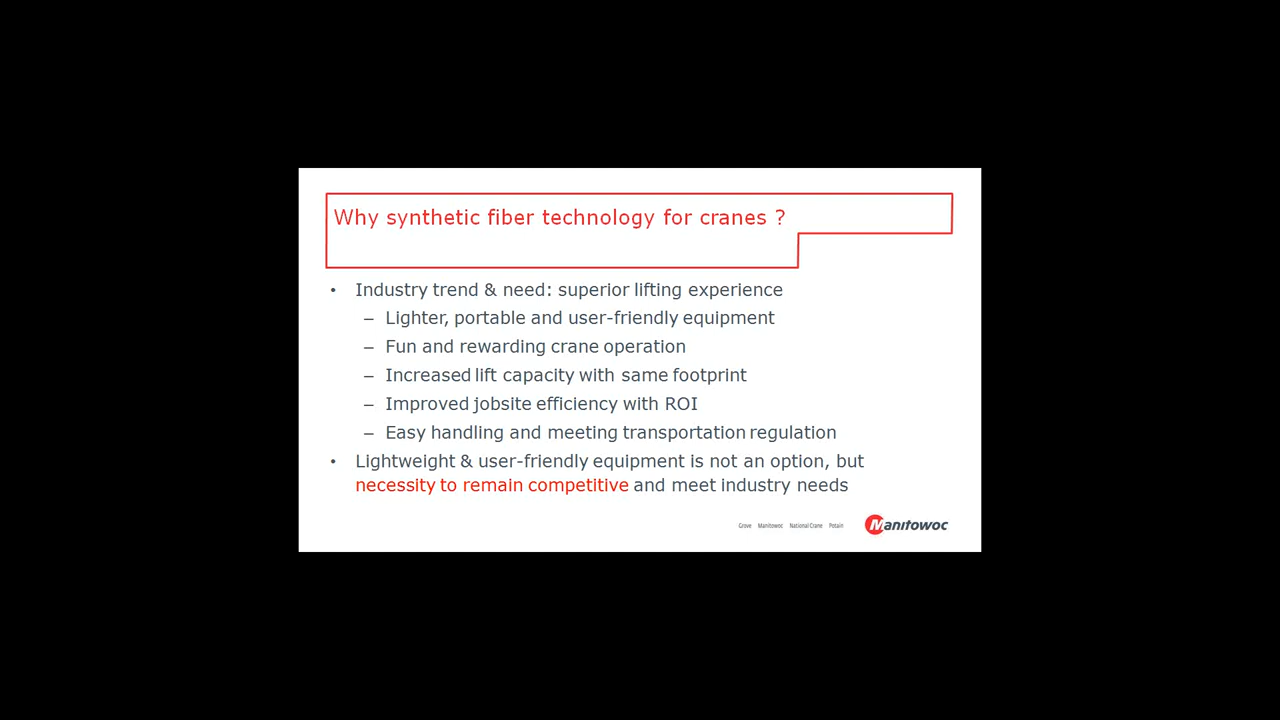 Why synthetic fiber technology for cranes ?
• Industry trend & need: superior lifting experience
– Lighter, portable and user-friendly equipment
– Fun and rewarding crane operation
– Increased lift capacity with same footprint
– Improved jobsite efficiency with ROI
– Easy handling and meeting transportation regulation
• Lightweight & user-friendly equipment is not an option, but
necessity to remain competitive and meet industry needs
Grove Manitowoc National Crane Potain Manitowoc